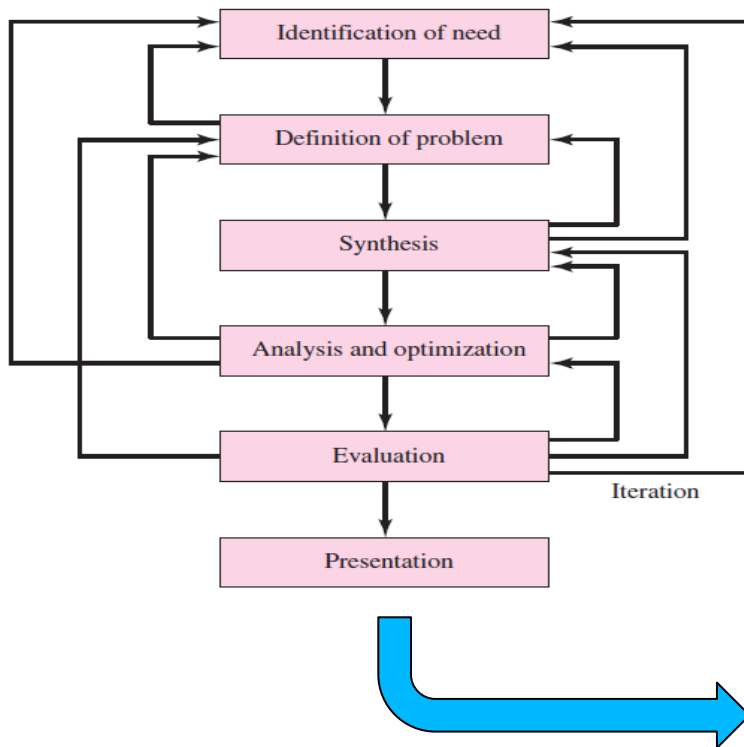 Identification of need
Definition of problem
Synthesis
Analysis and optimization
Evaluation
Iteration
Presentation